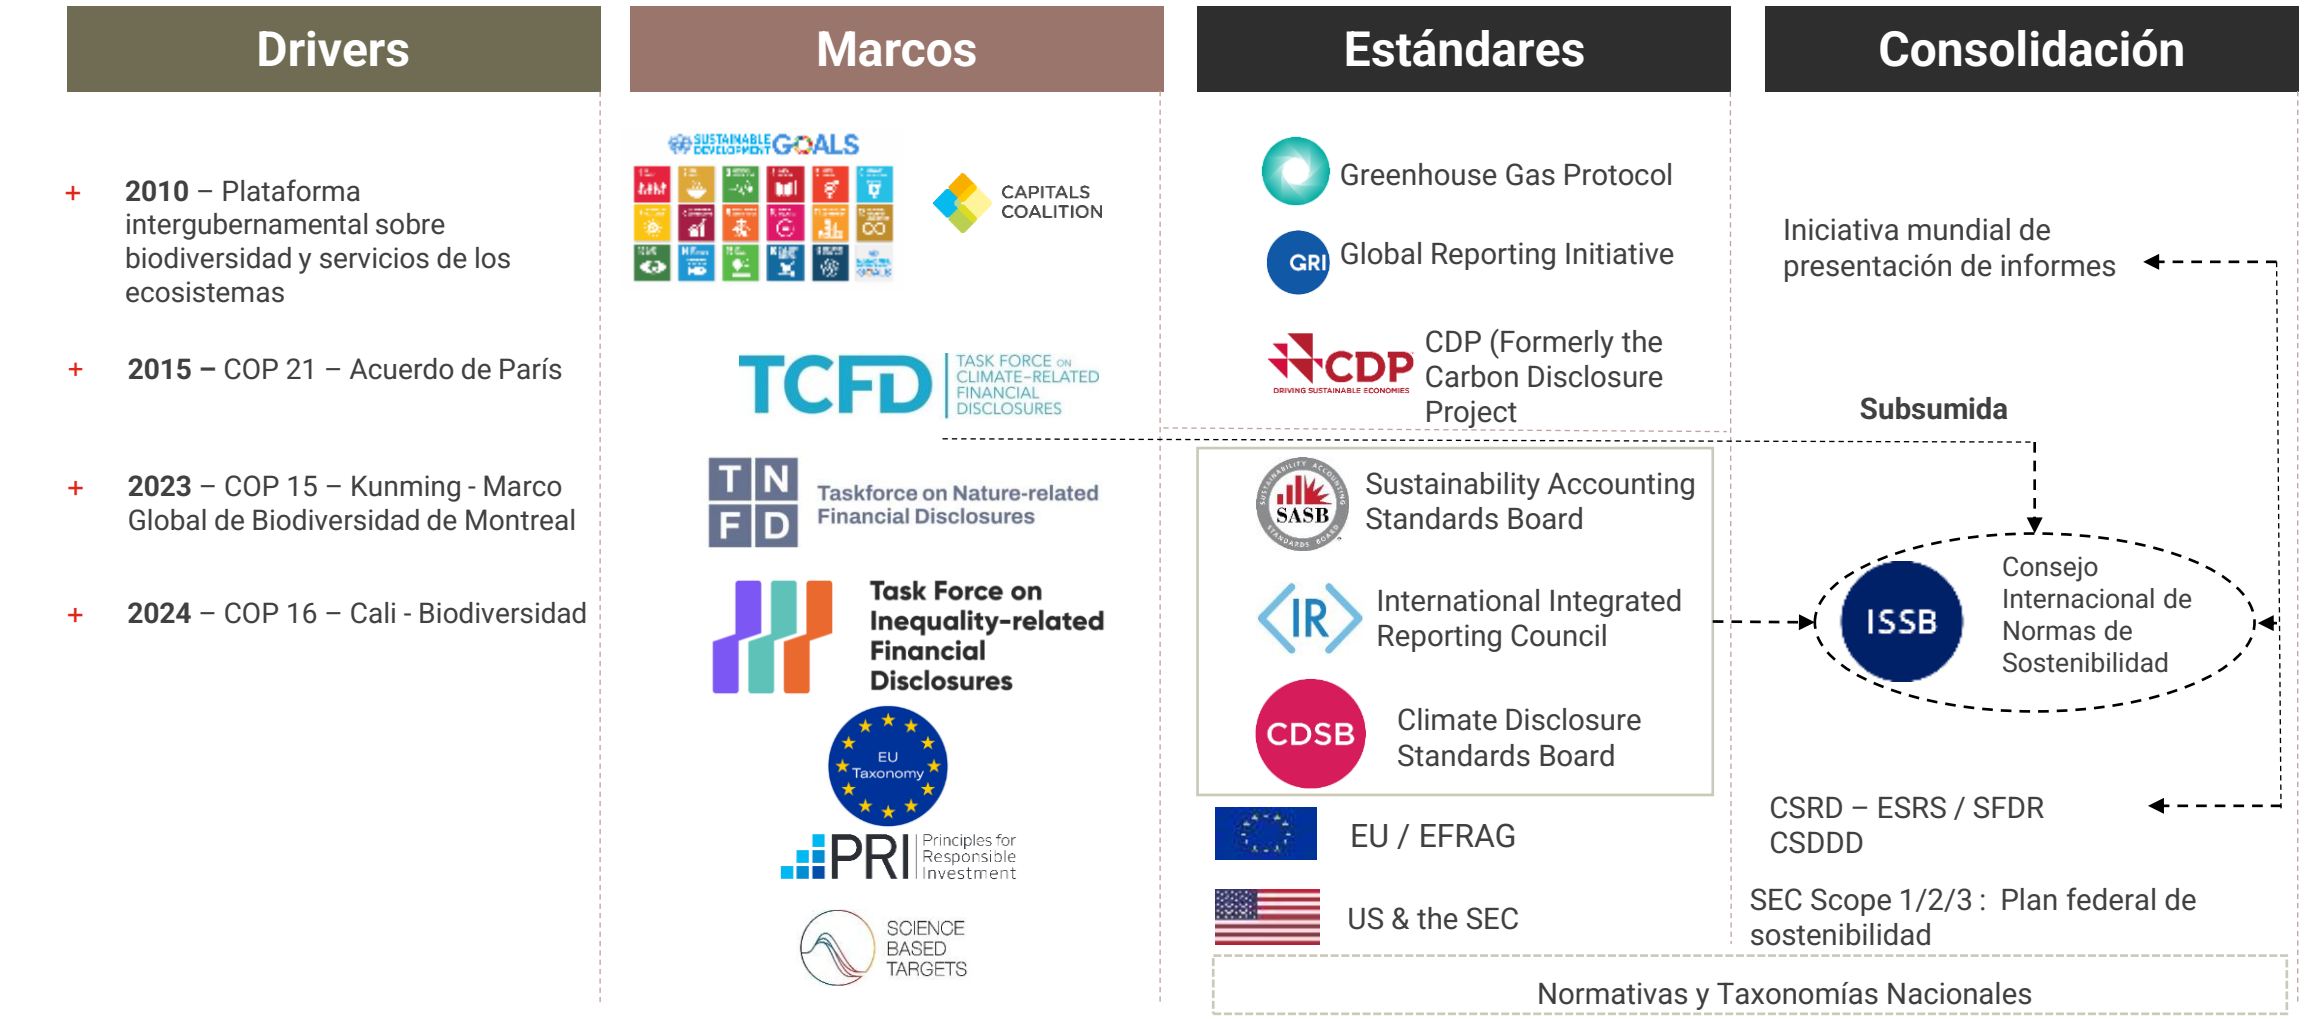 Drivers
Marcos
Estándares
Consolidación
+ 2010 – Plataforma
intergubernamental sobre
biodiversidad y servicios de los
ecosistemas
+ 2015 – COP 21 – Acuerdo de París
+ 2023 – COP 15 – Kunming - Marco
Global de Biodiversidad de Montreal
+ 2024 – COP 16 – Cali - Biodiversidad
SUSTAINABLE
DEVELOPMENT GOALS
CAPITALS
COALITION
TCFD
TASK FORCE ON
CLIMATE-RELATED
FINANCIAL
DISCLOSURES
TN
FD
Taskforce on Nature-related
Financial Disclosures
Task Force on
Inequality-related
Financial
Disclosures
EU
Taxonomy
PRI
Principles for
Responsible
Investment
SCIENCE
BASED
TARGETS
Greenhouse Gas Protocol
GRI
Global Reporting Initiative
CDP
DRIVING SUSTAINABLE ECONOMIES
CDP (Formerly the
Carbon Disclosure
Project
SUSTAINABILITY ACCOUNTING
SASB
STANDARDS BOARD
Sustainability Accounting
Standards Board
IR
International Integrated
Reporting Council
CDSB
Climate Disclosure
Standards Board
EU / EFRAG
US & the SEC
Iniciativa mundial de
presentación de informes
Subsumida
ISSB
Consejo
Internacional de
Normas de
Sostenibilidad
CSRD – ESRS / SFDR
CSDDD
SEC Scope 1/2/3 : Plan federal de
sostenibilidad
Normativas y Taxonomías Nacionales